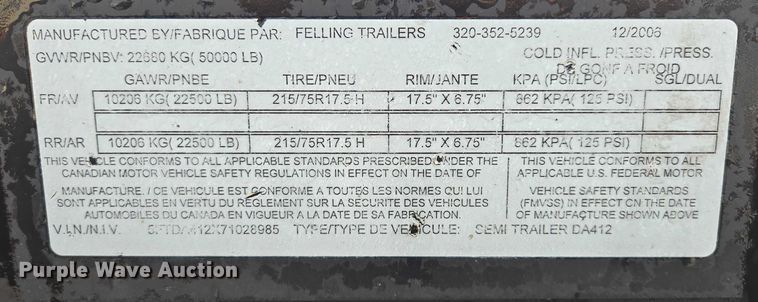 MANUFACTURED BY/FABRIQUE PAR: FELLING TRAILERS 320-352-5239 12/2006
GVWR/PNBV: 22680 KG( 50000 LB) COLD INFL. PRESS./PRESS. DE GONF A FROID
GAWR/PNBE TIRE/PNEU RIM/JANTE KPA (PSI/LPC) SGL/DUAL
FR/AV 10206 KG( 22500 LB) 215/75R17.5 H 17.5" X 6.75" 862 KPA( 125 PSI)
RR/AR 10206 KG( 22500 LB) 215/75R17.5 H 17.5" X 6.75" 862 KPA( 125 PSI)
THIS VEHICLE CONFORMS TO ALL APPLICABLE STANDARDS PRESCRIBED UNDER THE
CANADIAN MOTOR VEHICLE SAFETY REGULATIONS IN EFFECT ON THE DATE OF
MANUFACTURE. / CE VEHICULE EST CONFORME A TOUTES LES NORMES QUI LUI
SONT APPLICABLES EN VERTU DU REGLEMENT SUR LA SECURITE DES VEHICULES
AUTOMOBILES DU CANADA EN VIGUEUR A LA DATE DE SA FABRICATION.
THIS VEHICLE CONFORMS TO ALL
APPLICABLE U.S. FEDERAL MOTOR
VEHICLE SAFETY STANDARDS
(FMVSS) IN EFFECT ON THE DATE
OF MANUFACTURE SHOWN ABOVE
V.I.N./N.I.V. TYPE/TYPE DE VEHICULE: SEMI TRAILER DA412
Purple Wave Auction